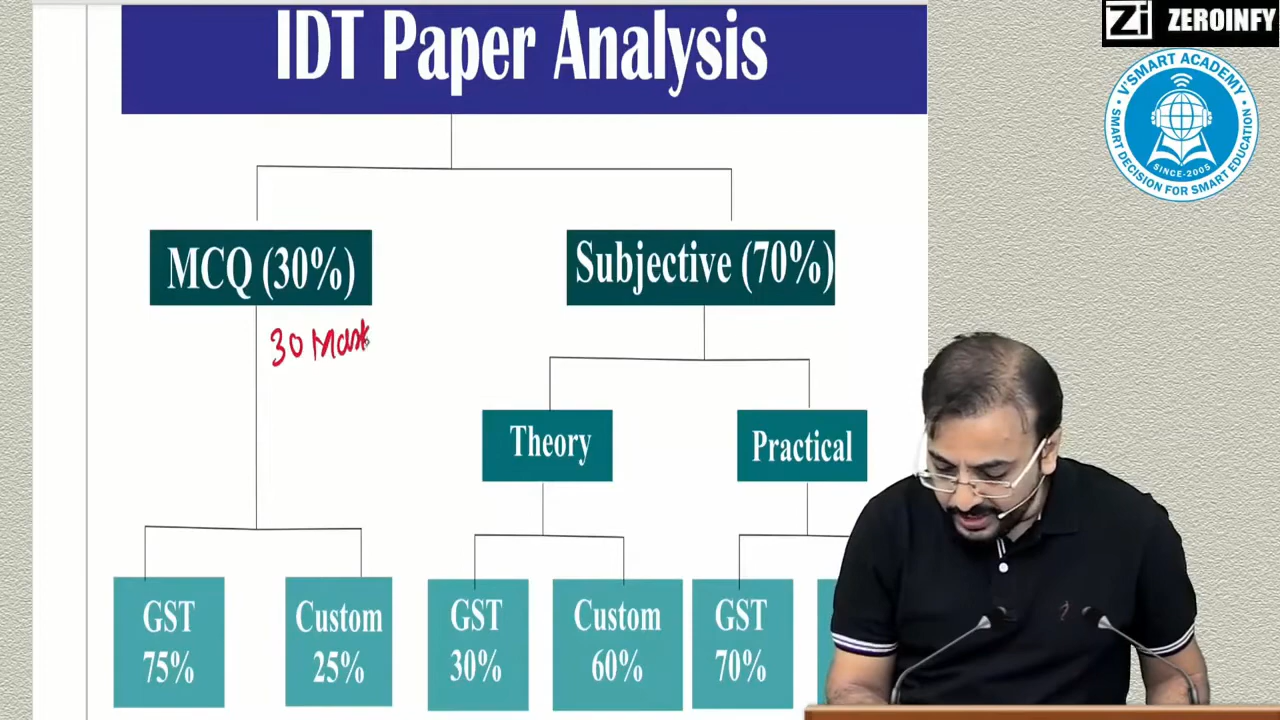 IDT Paper Analysis
ZEROINFY
V'SMART ACADEMY
SINCE-2005
SMART DECISION FOR SMART EDUCATION
MCQ (30%)
Subjective (70%)
30 Mark
Theory
Practical
GST
75%
Custom
25%
GST
30%
Custom
60%
GST
70%